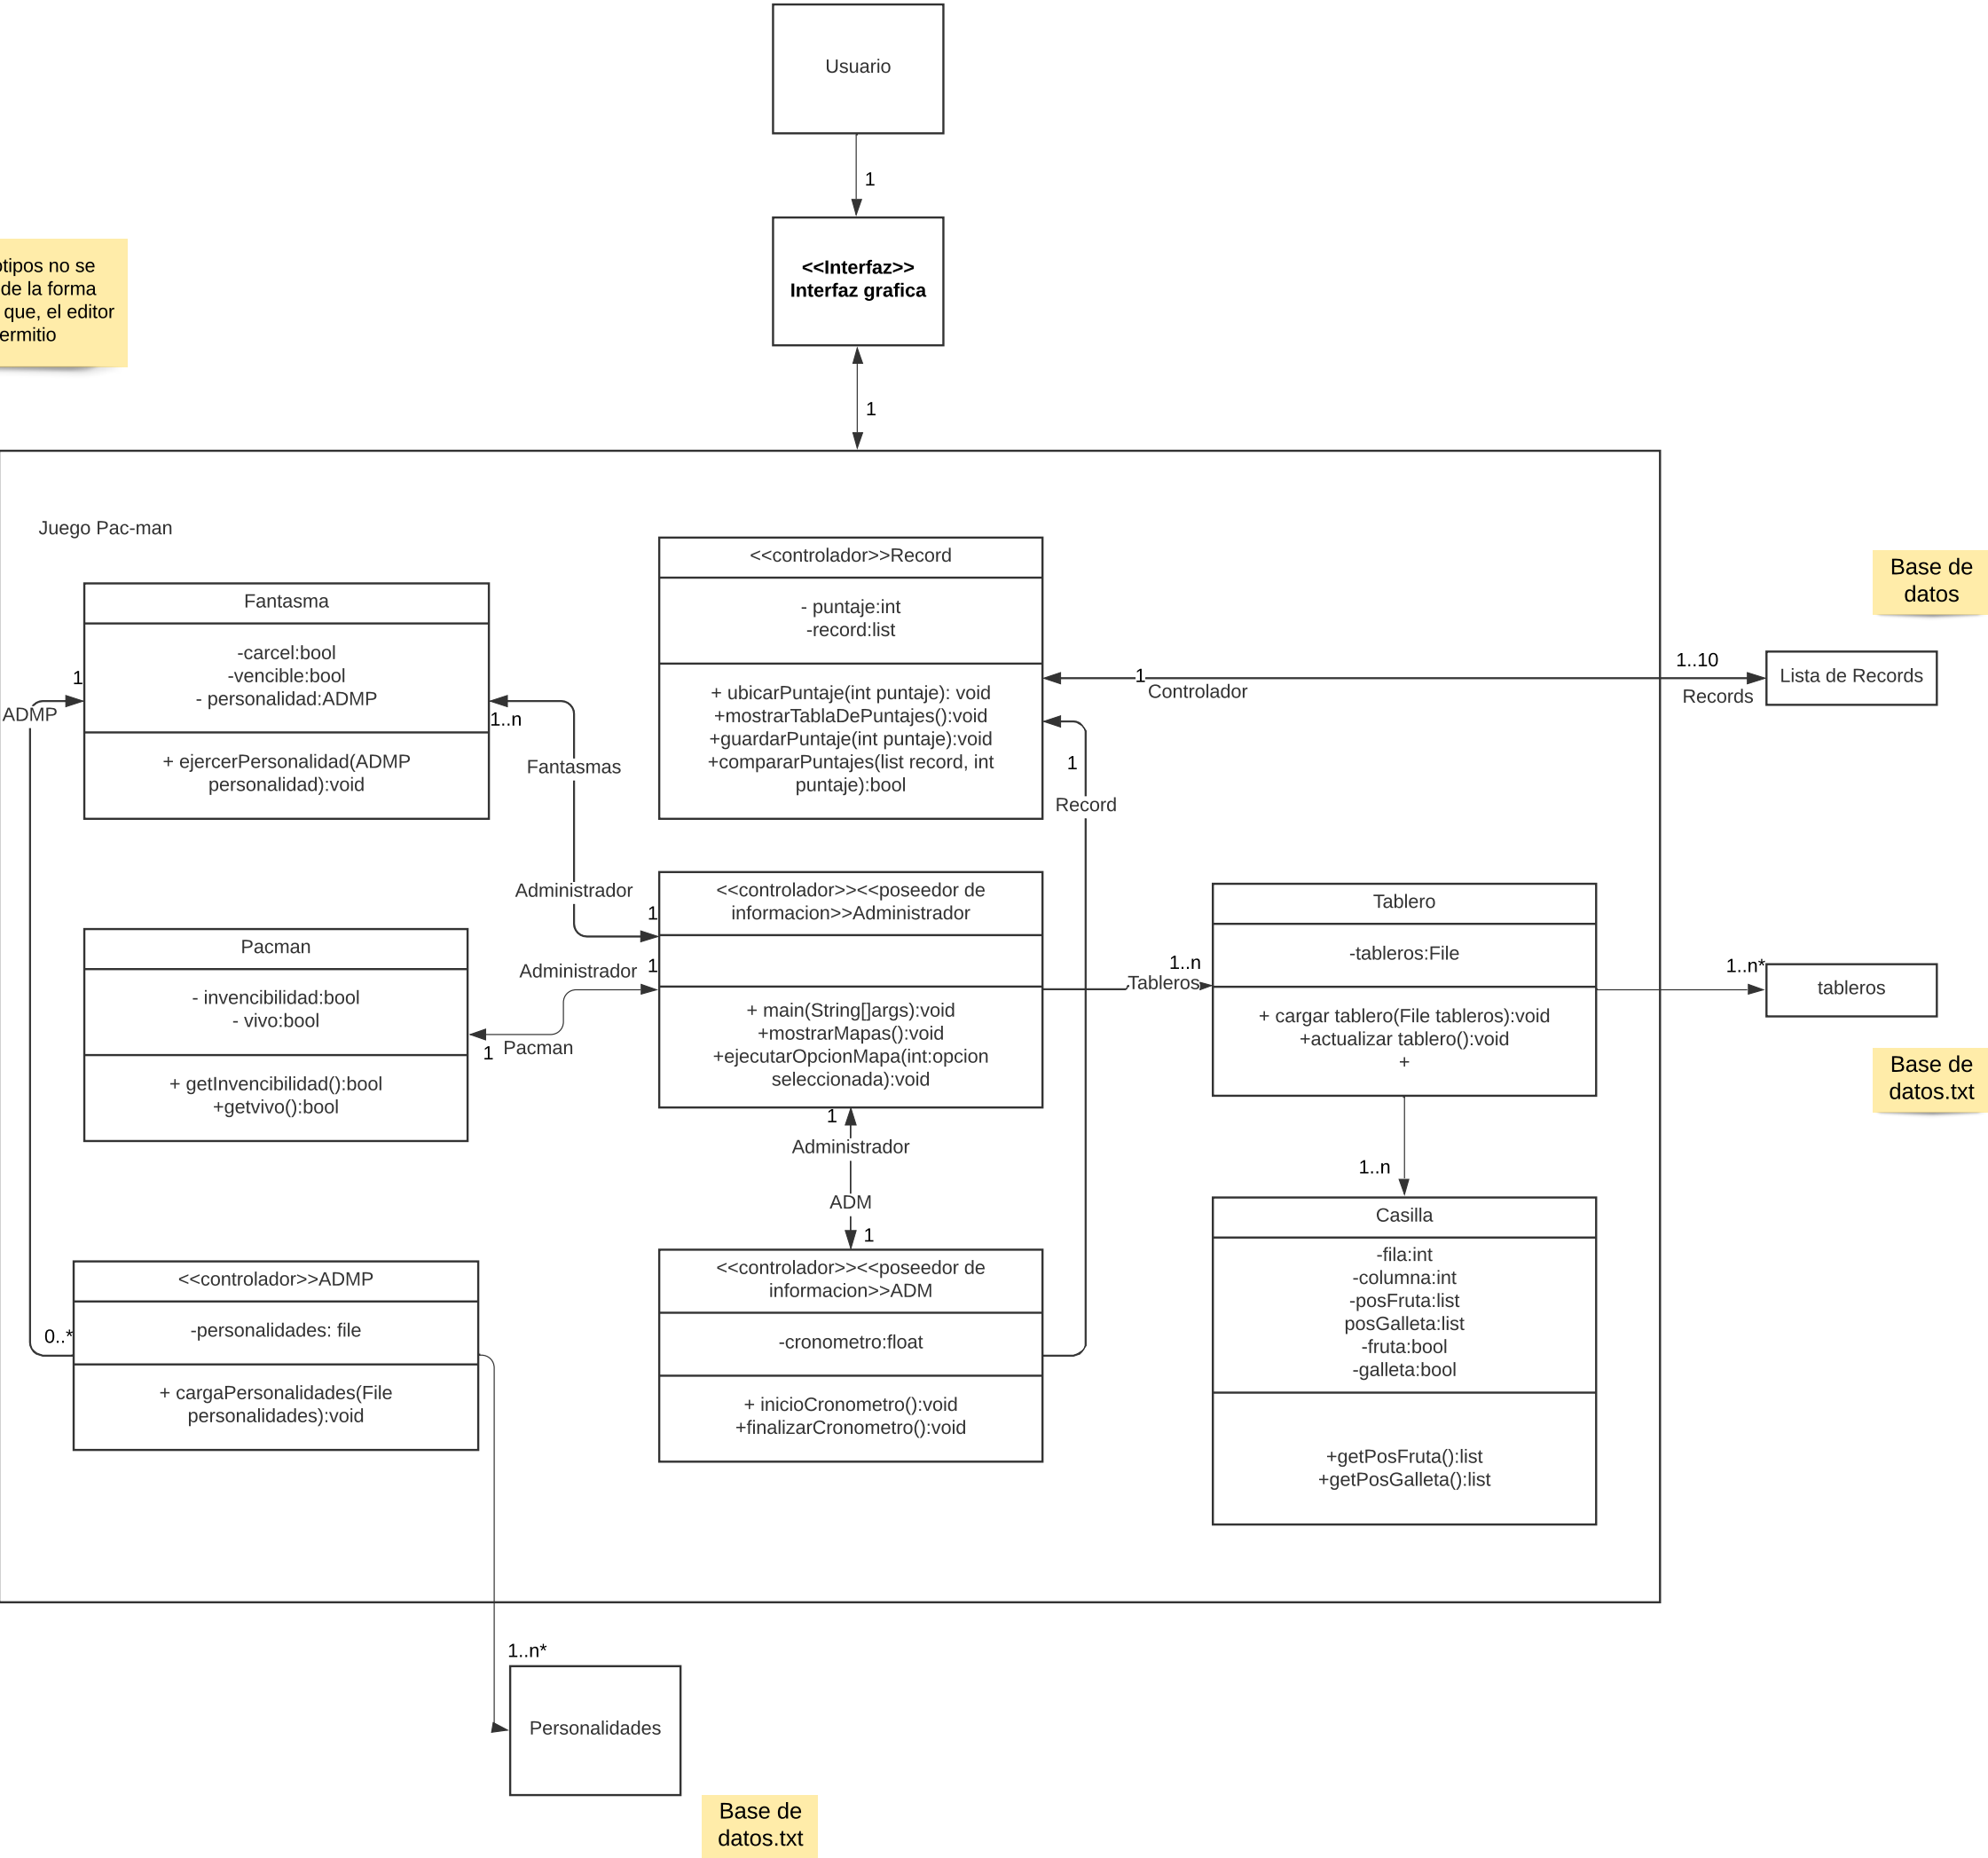 Usuario
1
<<Interfaz>>
Interfaz grafica
otipos no se
de la forma
que, el editor
ermitio
1
Juego Pac-man
Fantasma
-carcel:bool
-vencible:bool
- personalidad:ADMP
+ ejercerPersonalidad(ADMP
personalidad):void
1
ADMP
1..n
Fantasmas
Administrador
1
<<controlador>>Record
- puntaje:int
-record:list
+ ubicarPuntaje(int puntaje): void
+mostrarTablaDePuntajes():void
+guardarPuntaje(int puntaje):void
+compararPuntajes(list record, int
puntaje):bool
1
Controlador
1..10
Records
Lista de Records
Base de
datos
1
Record
Pacman
- invencibilidad:bool
- vivo:bool
+ getInvencibilidad():bool
+getvivo():bool
Administrador
1
1
Pacman
<<controlador>><<poseedor de
informacion>>Administrador
+ main(String[]args):void
+mostrarMapas():void
+ejecutarOpcionMapa(int:opcion
seleccionada):void
1..n
Tableros
Tablero
-tableros:File
+ cargar tablero(File tableros):void
+actualizar tablero():void
+
1..n*
tableros
Base de
datos.txt
1
Administrador
ADM
1
1..n
<<controlador>>ADMP
-personalidades: file
+ cargaPersonalidades(File
personalidades):void
0..*
<<controlador>><<poseedor de
informacion>>ADM
-cronometro:float
+ inicioCronometro():void
+finalizarCronometro():void
Casilla
-fila:int
-columna:int
-posFruta:list
posGalleta:list
-fruta:bool
-galleta:bool
+getPosFruta():list
+getPosGalleta():list
1..n*
Personalidades
Base de
datos.txt